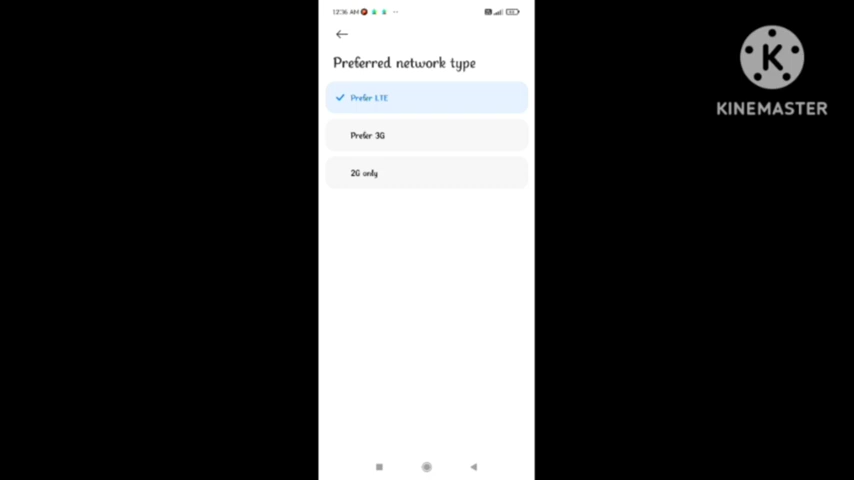 12:36 AM
Preferred network type
Prefer LTE
Prefer 3G
2G only
K
KINEMASTER